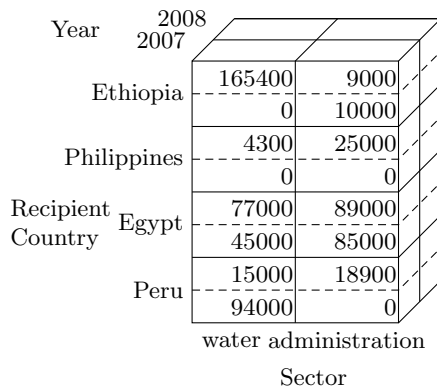 2008
Year
2007
Ethiopia 165400 9000
0 10000
Philippines 4300 25000
0 0
Recipient
Country
Egypt 77000 89000
45000 85000
Peru 15000 18900
94000 0
water administration
Sector